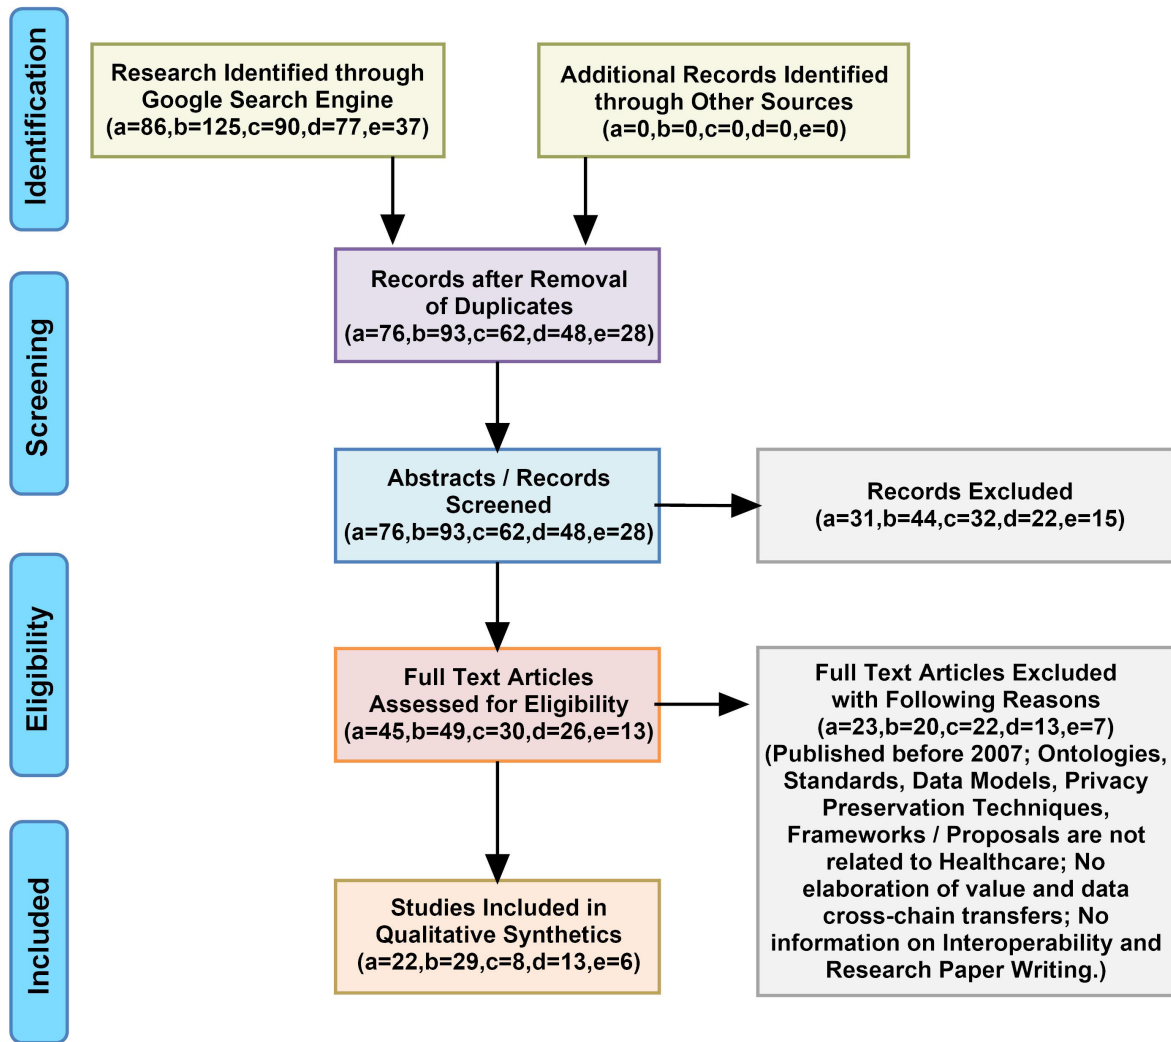 Identification
Research Identified through
Google Search Engine
(a=86,b=125,c=90,d=77,e=37)
Additional Records Identified
through Other Sources
(a=0,b=0,c=0,d=0,e=0)
Screening
Records after Removal
of Duplicates
(a=76,b=93,c=62,d=48,e=28)
Abstracts / Records
Screened
(a=76,b=93,c=62,d=48,e=28)
Records Excluded
(a=31,b=44,c=32,d=22,e=15)
Eligibility
Full Text Articles
Assessed for Eligibility
(a=45,b=49,c=30,d=26,e=13)
Full Text Articles Excluded
with Following Reasons
(a=23,b=20,c=22,d=13,e=7)
(Published before 2007; Ontologies,
Standards, Data Models, Privacy
Preservation Techniques,
Frameworks / Proposals are not
related to Healthcare; No
elaboration of value and data
cross-chain transfers; No
information on Interoperability and
Research Paper Writing.)
Included
Studies Included in
Qualitative Synthetics
(a=22,b=29,c=8,d=13,e=6)